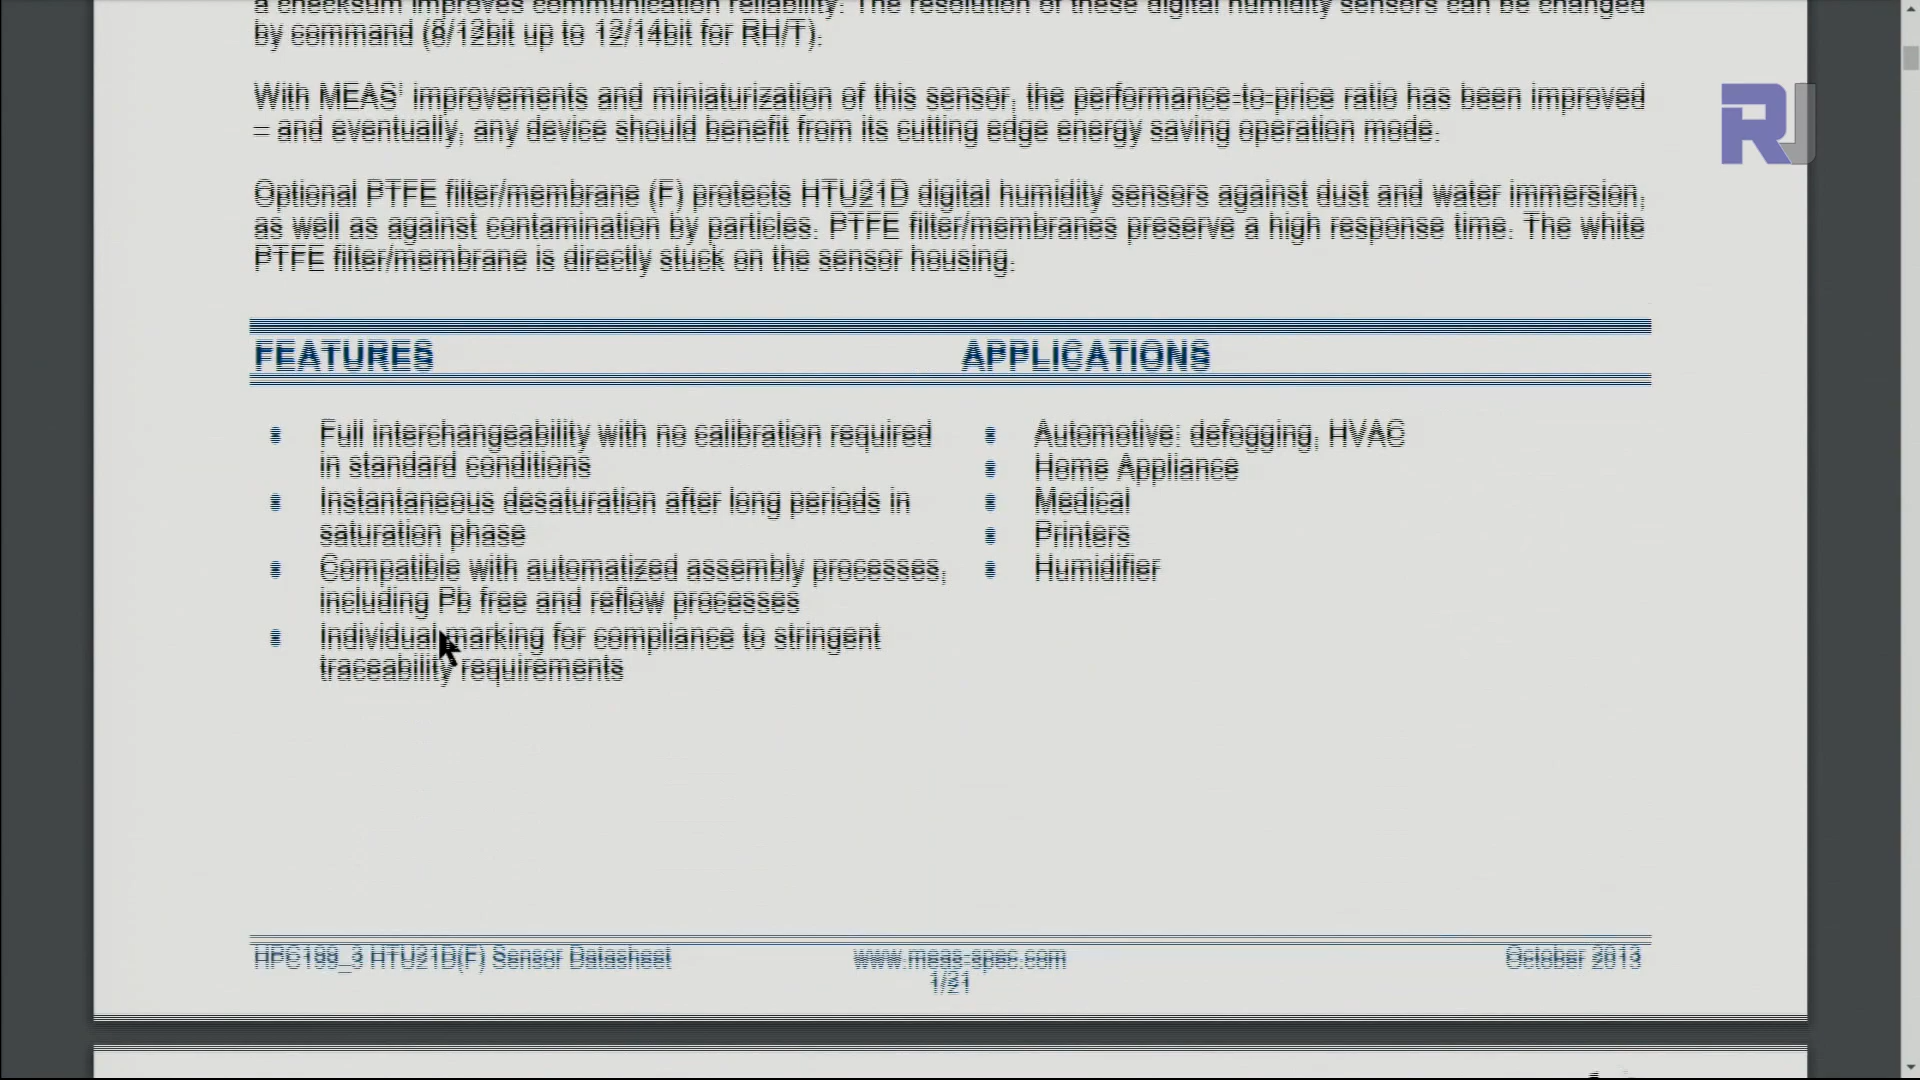 a checksum improves communication reliability. The resolution of these digital humidity sensors can be changed
by command (8/12bit up to 12/14bit for RH/T).
With MEAS' improvements and miniaturization of this sensor, the performance-to-price ratio has been improved
– and eventually, any device should benefit from its cutting edge energy saving operation mode.
Optional PTFE filter/membrane (F) protects HTU21D digital humidity sensors against dust and water immersion,
as well as against contamination by particles. PTFE filter/membranes preserve a high response time. The white
PTFE filter/membrane is directly stuck on the sensor housing.
RJ
FEATURES
• Full interchangeability with no calibration required
in standard conditions
• Instantaneous desaturation after long periods in
saturation phase
• Compatible with automatized assembly processes,
including Pb free and reflow processes
• Individual marking for compliance to stringent
traceability requirements
APPLICATIONS
• Automotive: defogging, HVAC
• Home Appliance
• Medical
• Printers
• Humidifier
HPC199_3 HTU21D(F) Sensor Datasheet
www.meas-spec.com
October 2013
1/21